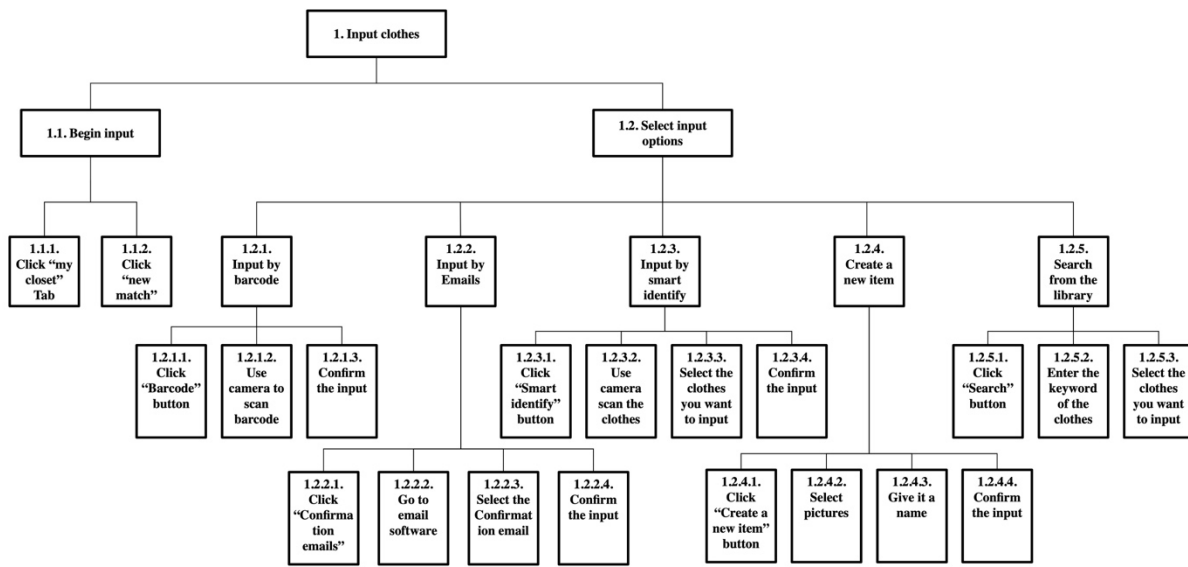 1. Input clothes
1.1. Begin input
1.2. Select input
options
1.1.1.
Click “my
closet”
Tab
1.1.2.
Click
“new
match”
1.2.1.
Input by
barcode
1.2.2.
Input by
Emails
1.2.3.
Input by
smart
identify
1.2.4.
Create a
new item
1.2.5.
Search
from the
library
1.2.1.1.
Click
“Barcode”
button
1.2.1.2.
Use
camera to
scan
barcode
1.2.1.3.
Confirm
the input
1.2.3.1.
Click
“Smart
identify”
button
1.2.3.2.
Use
camera
scan the
clothes
1.2.3.3.
Select the
clothes
you want
to input
1.2.3.4.
Confirm
the input
1.2.5.1.
Click
“Search”
button
1.2.5.2.
Enter the
keyword
of the
clothes
1.2.5.3.
Select the
clothes
you want
to input
1.2.2.1.
Click
“Confirma
tion
emails”
1.2.2.2.
Go to
email
software
1.2.2.3.
Select the
Confirmat
ion email
1.2.2.4.
Confirm
the input
1.2.4.1.
Click
“Create a
new item”
button
1.2.4.2.
Select
pictures
1.2.4.3.
Give it a
name
1.2.4.4.
Confirm
the input